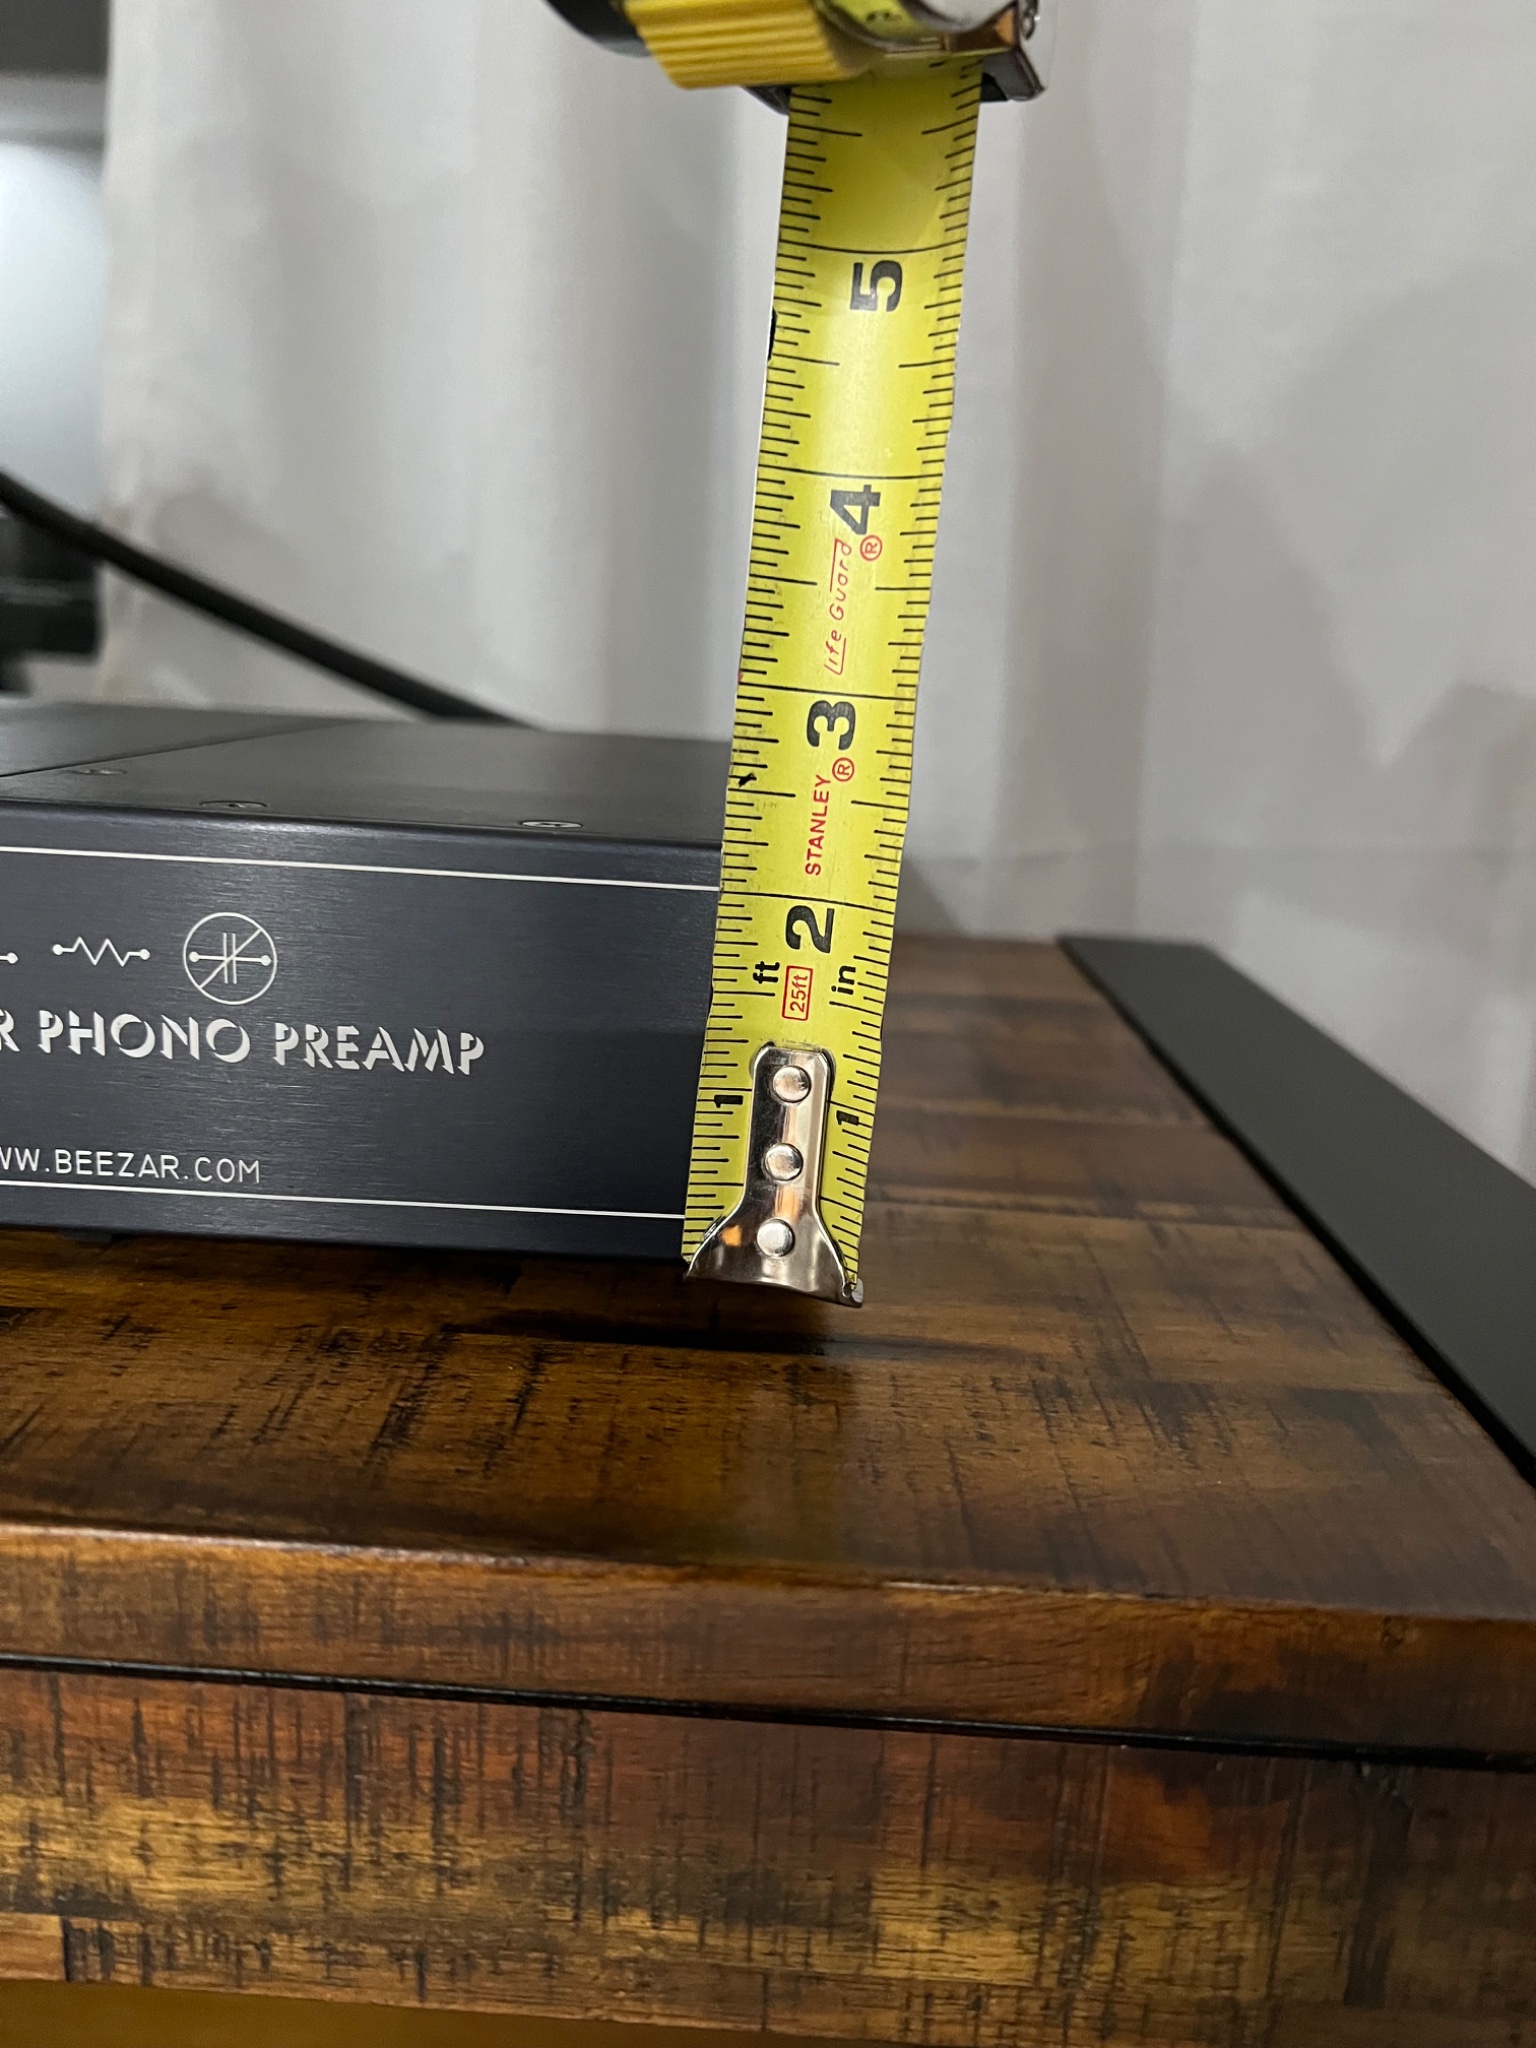 5
4
Life Guard®
3
STANLEY®
2
ft in
25ft
1 1
R PHONO PREAMP
WW.BEEZAR.COM